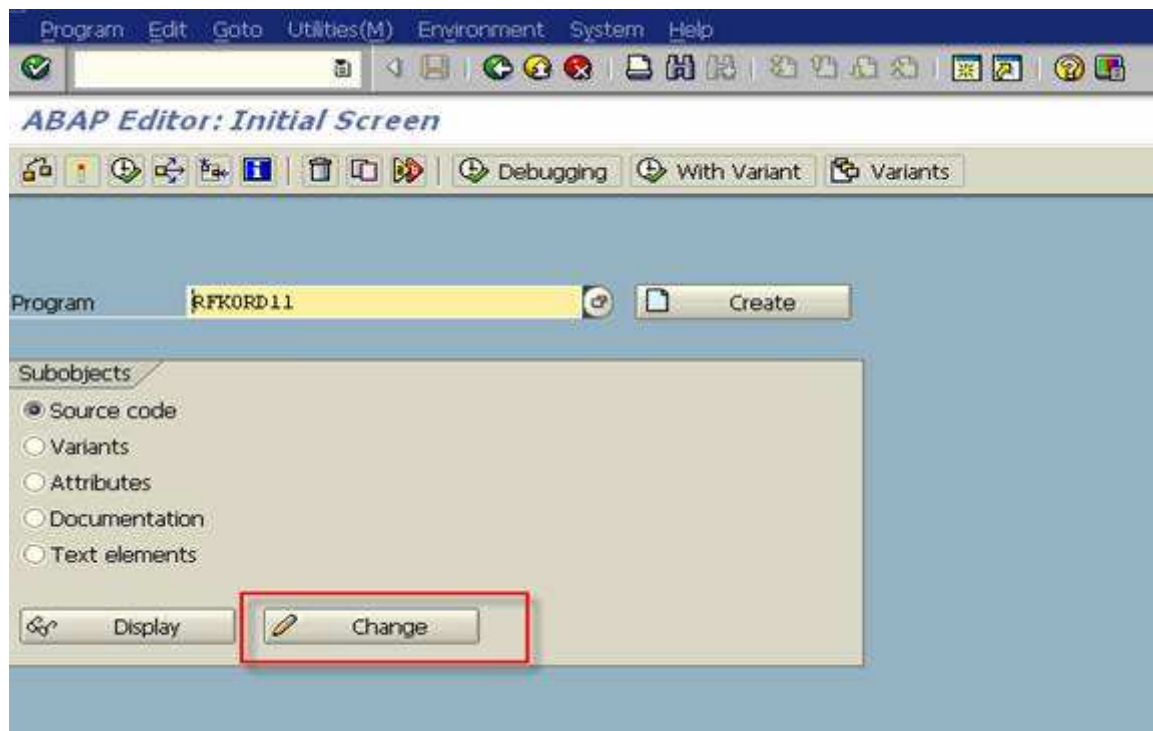 Program Edit Goto Utilities(M) Environment System Help
ABAP Editor: Initial Screen
Debugging With Variant Variants
Program RFKORD11 Create
Subobjects
Source code
Variants
Attributes
Documentation
Text elements
Display Change